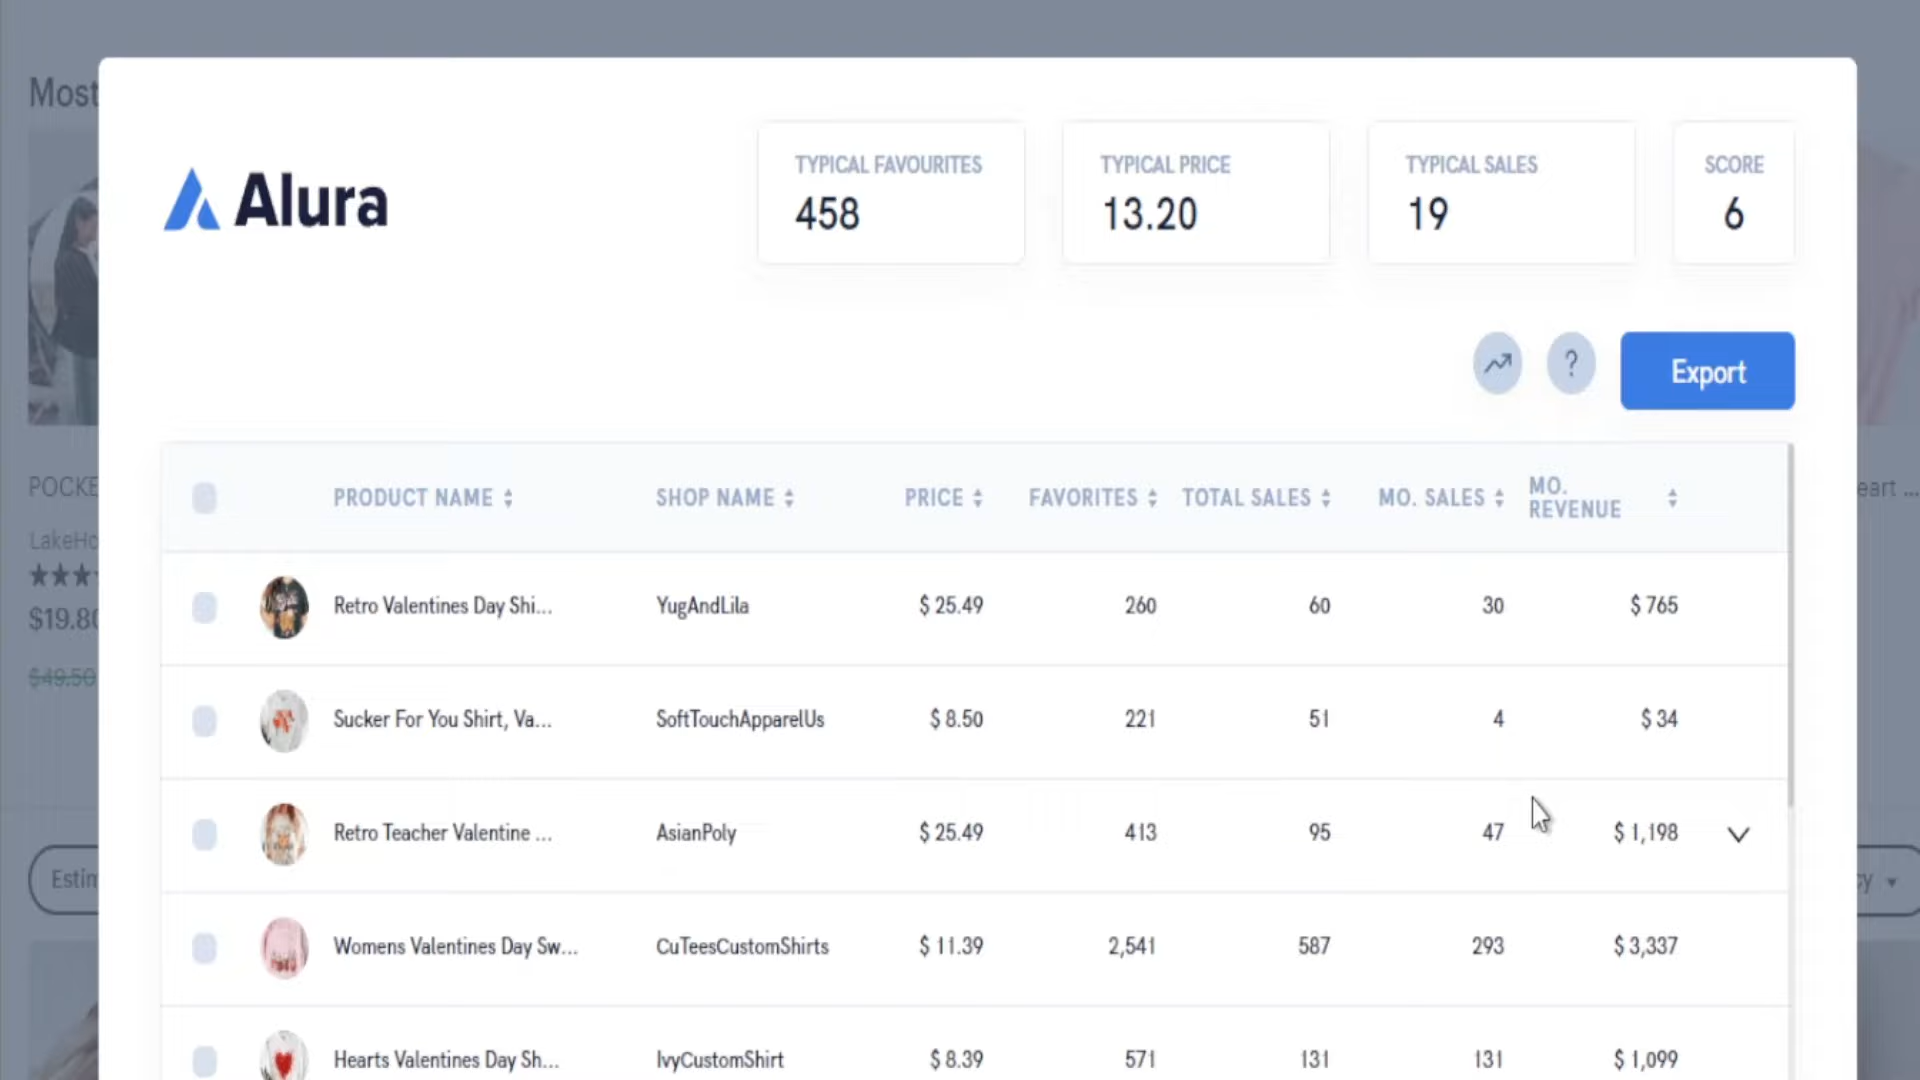 Most
Alura
TYPICAL FAVOURITES
458
TYPICAL PRICE
13.20
TYPICAL SALES
19
SCORE
6
?
Export
PRODUCT NAME SHOP NAME PRICE FAVORITES TOTAL SALES MO. SALES MO. REVENUE
Retro Valentines Day Shi... YugAndLila $ 25.49 260 60 30 $ 765
Sucker For You Shirt, Va... SoftTouchApparelUs $ 8.50 221 51 4 $ 34
Retro Teacher Valentine ... AsianPoly $ 25.49 413 95 47 $ 1,198
Womens Valentines Day Sw... CuTeesCustomShirts $ 11.39 2,541 587 293 $ 3,337
Hearts Valentines Day Sh... IvyCustomShirt $ 8.39 571 131 131 $ 1,099
POCKE
LakeHo
$19.80
$49.50
Estim
eart ...
cy